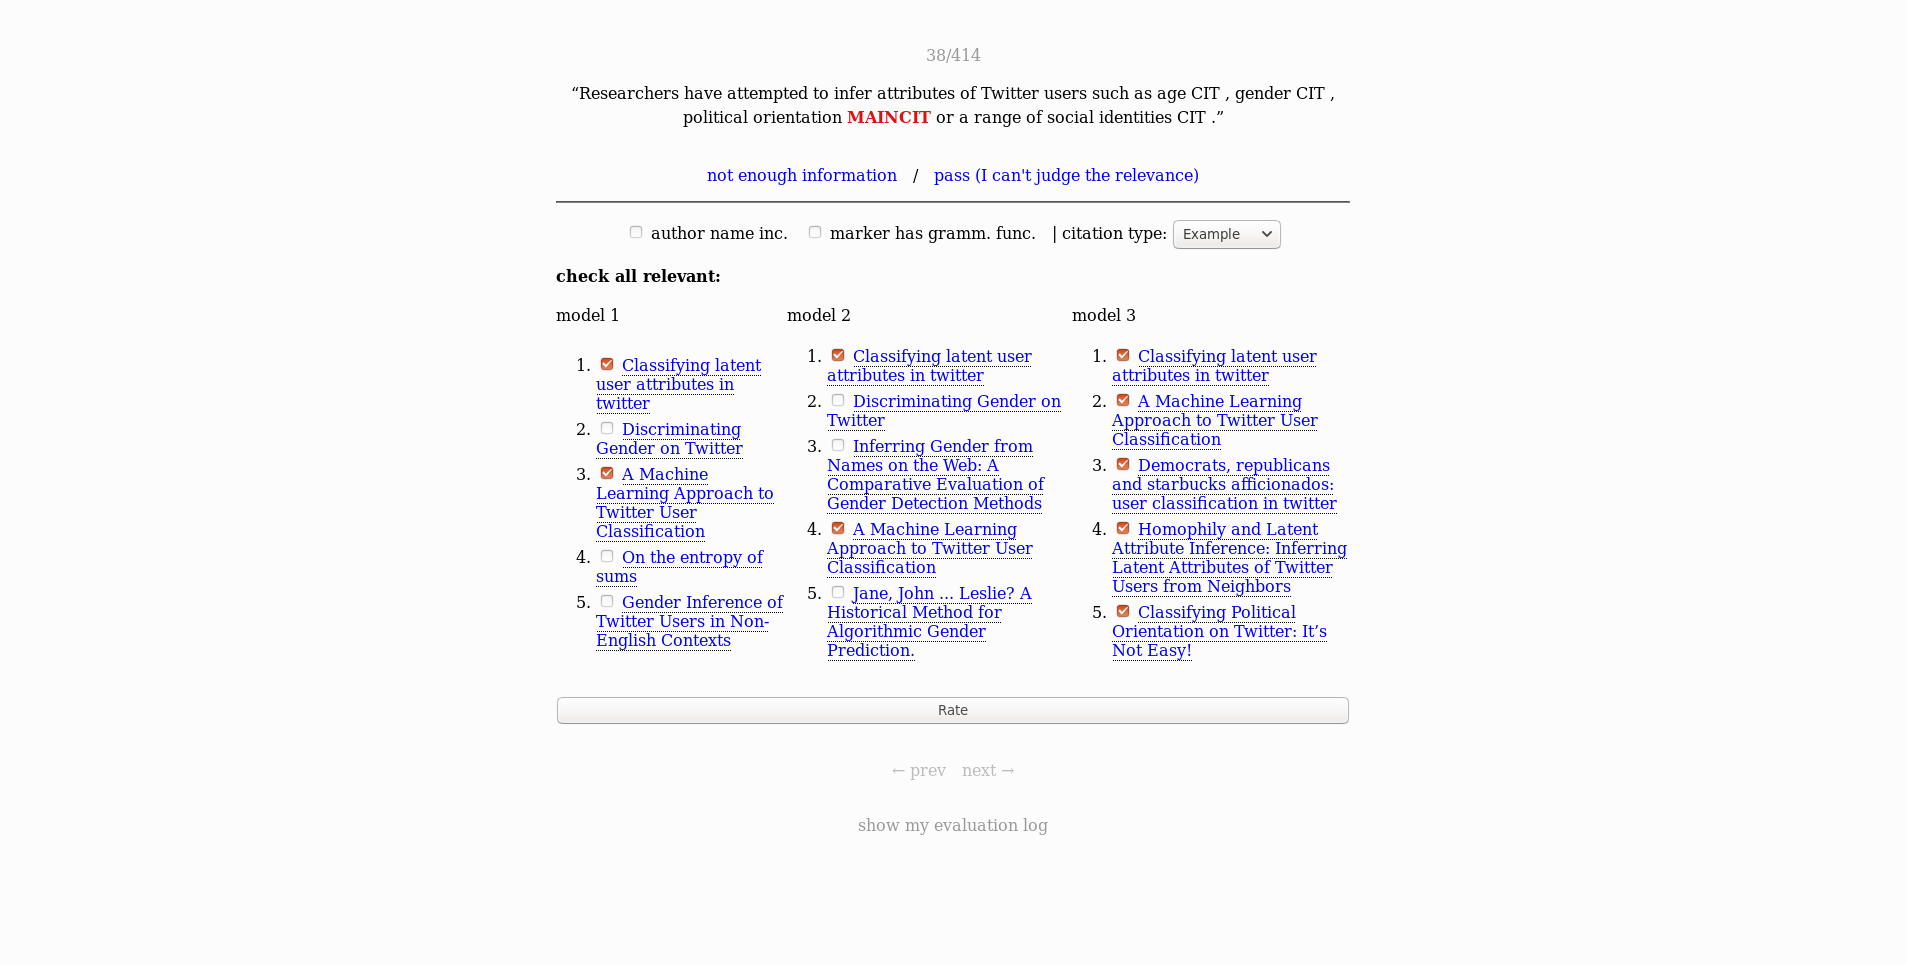 38/414
“Researchers have attempted to infer attributes of Twitter users such as age CIT , gender CIT ,
political orientation MAINCIT or a range of social identities CIT .”
not enough information / pass (I can't judge the relevance)
author name inc. marker has gramm. func. | citation type: Example
check all relevant:
model 1
1. Classifying latent
user attributes in
twitter
2. Discriminating
Gender on Twitter
3. A Machine
Learning Approach to
Twitter User
Classification
4. On the entropy of
sums
5. Gender Inference of
Twitter Users in Non-
English Contexts
model 2
1. Classifying latent user
attributes in twitter
2. Discriminating Gender on
Twitter
3. Inferring Gender from
Names on the Web: A
Comparative Evaluation of
Gender Detection Methods
4. A Machine Learning
Approach to Twitter User
Classification
5. Jane, John ... Leslie? A
Historical Method for
Algorithmic Gender
Prediction.
model 3
1. Classifying latent user
attributes in twitter
2. A Machine Learning
Approach to Twitter User
Classification
3. Democrats, republicans
and starbucks afficionados:
user classification in twitter
4. Homophily and Latent
Attribute Inference: Inferring
Latent Attributes of Twitter
Users from Neighbors
5. Classifying Political
Orientation on Twitter: It’s
Not Easy!
Rate
← prev next →
show my evaluation log